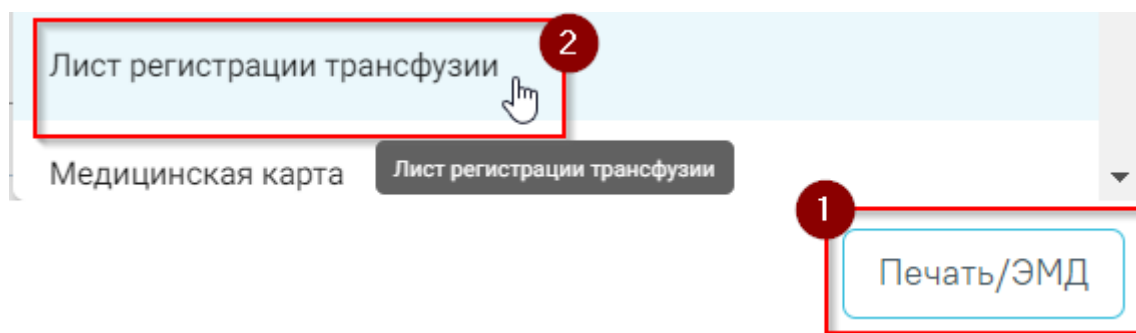 2
Лист регистрации трансфузии
Медицинская карта
Лист регистрации трансфузии
1
Печать/ЭМД